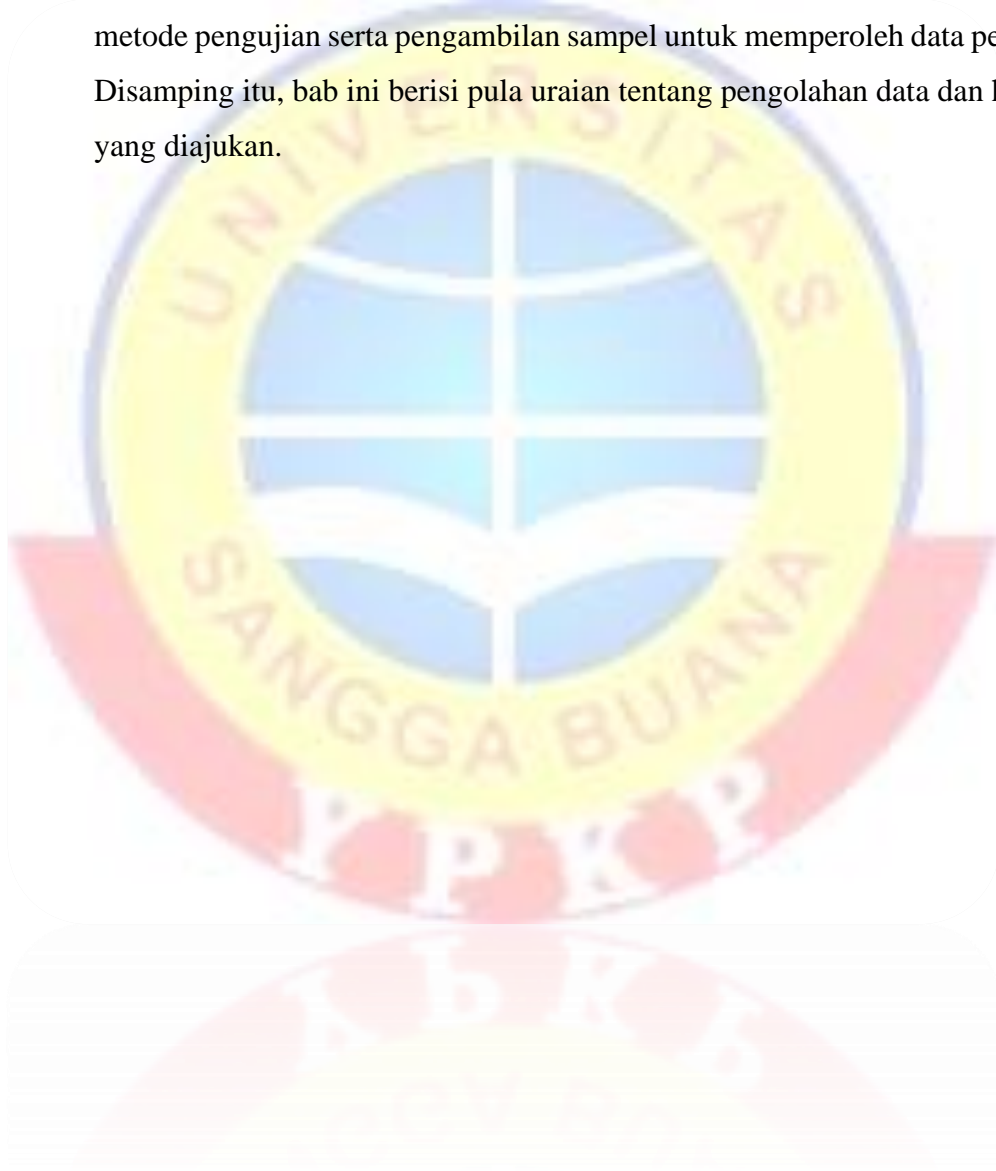 metode pengujian serta pengambilan sampel untuk memperoleh data pe
Disamping itu, bab ini berisi pula uraian tentang pengolahan data dan
yang diajukan.
UNIVERSITAS
SANGGA BUANA
YPKP